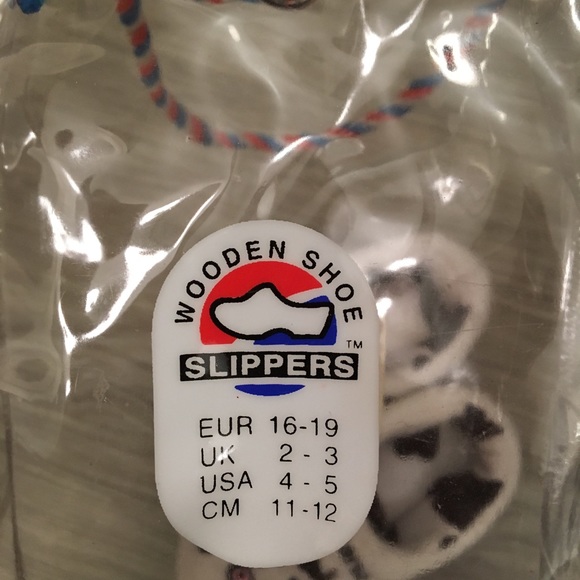 WOODEN SHOE
TM
SLIPPERS
EUR 16-19
UK 2 - 3
USA 4 - 5
CM 11-12